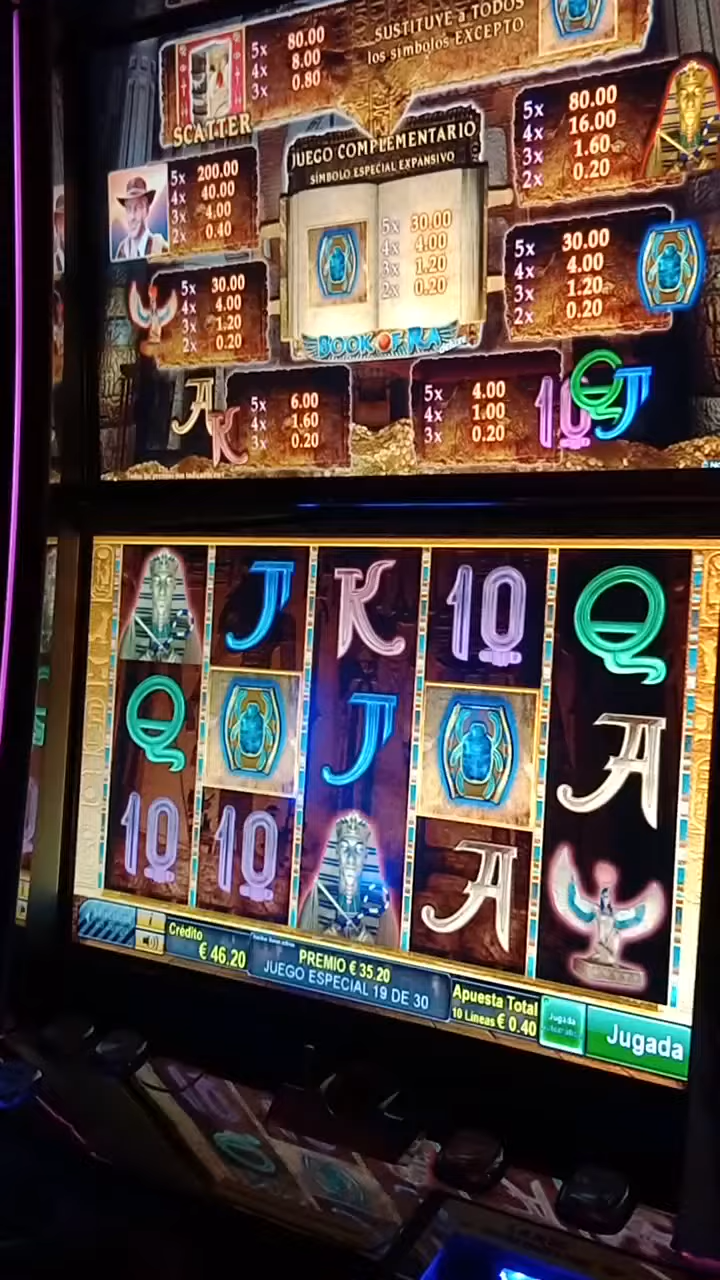 5x 80.00
4x 8.00
3x 0.80
SCATTER
SUSTITUYE a TODOS
los símbolos EXCEPTO
5x 80.00
4x 16.00
3x 1.60
2x 0.20
5x 200.00
4x 40.00
3x 4.00
2x 0.40
JUEGO COMPLEMENTARIO
SÍMBOLO ESPECIAL EXPANSIVO
5x 30.00
4x 4.00
3x 1.20
2x 0.20
BOOK OF RA
5x 30.00
4x 4.00
3x 1.20
2x 0.20
5x 30.00
4x 4.00
3x 1.20
2x 0.20
A K
5x 6.00
4x 1.60
3x 0.20
5x 4.00
4x 1.00
3x 0.20
10 Q J
J K 10 Q
Q J A
10 10 A
Crédito
€ 46.20
PREMIO € 35.20
JUEGO ESPECIAL 19 DE 30
Apuesta Total
10 Líneas € 0.40
Jugada
Jugada